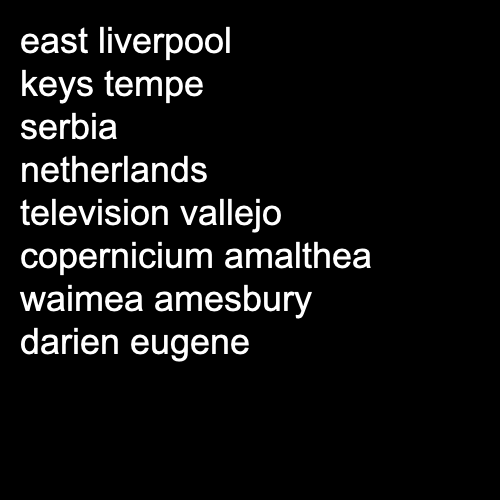 east liverpool
keys tempe
serbia
netherlands
television vallejo
copernicium amalthea
waimea amesbury
darien eugene